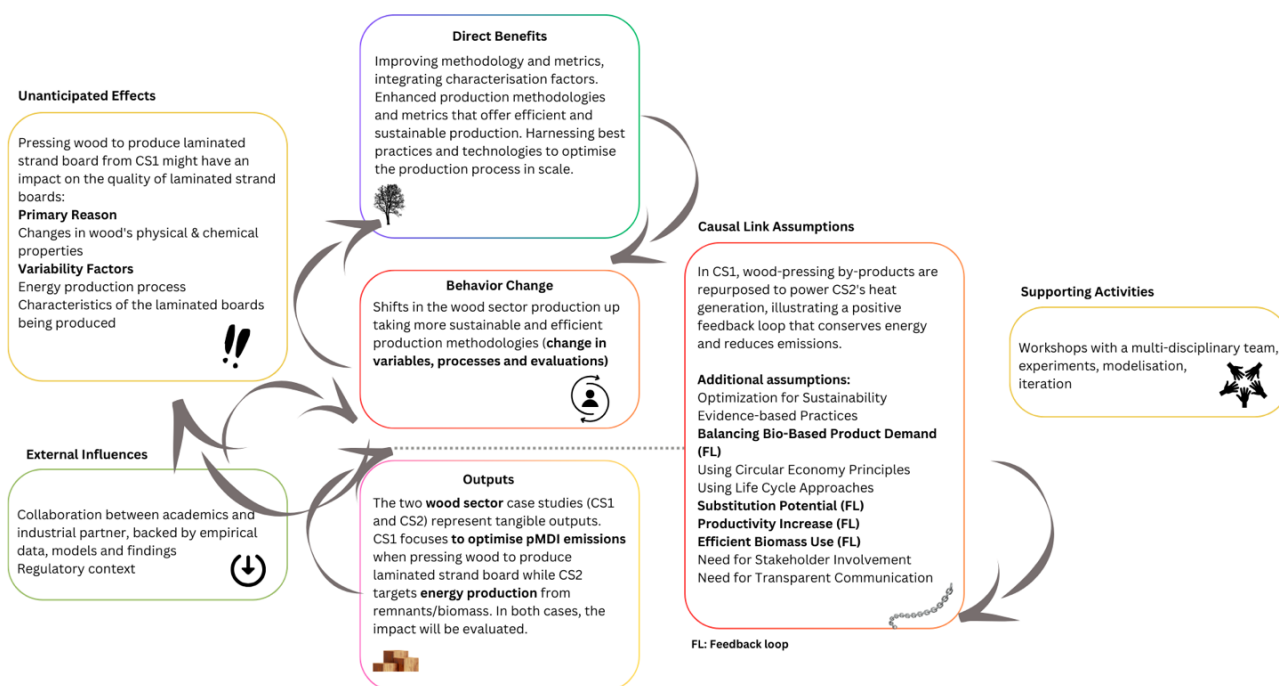 Direct Benefits
Improving methodology and metrics,
integrating characterisation factors.
Enhanced production methodologies
and metrics that offer efficient and
sustainable production. Harnessing best
practices and technologies to optimise
the production process in scale.
Unanticipated Effects
Pressing wood to produce laminated
strand board from CS1 might have an
impact on the quality of laminated strand
boards:
Primary Reason
Changes in wood's physical & chemical
properties
Variability Factors
Energy production process
Characteristics of the laminated boards
being produced
Behavior Change
Shifts in the wood sector production up
taking more sustainable and efficient
production methodologies (change in
variables, processes and evaluations)
External Influences
Collaboration between academics and
industrial partner, backed by empirical
data, models and findings
Regulatory context
Outputs
The two wood sector case studies (CS1
and CS2) represent tangible outputs.
CS1 focuses to optimise pMDI emissions
when pressing wood to produce
laminated strand board while CS2
targets energy production from
remnants/biomass. In both cases, the
impact will be evaluated.
Causal Link Assumptions
In CS1, wood-pressing by-products are
repurposed to power CS2's heat
generation, illustrating a positive
feedback loop that conserves energy
and reduces emissions.
Additional assumptions:
Optimization for Sustainability
Evidence-based Practices
Balancing Bio-Based Product Demand
(FL)
Using Circular Economy Principles
Using Life Cycle Approaches
Substitution Potential (FL)
Productivity Increase (FL)
Efficient Biomass Use (FL)
Need for Stakeholder Involvement
Need for Transparent Communication
FL: Feedback loop
Supporting Activities
Workshops with a multi-disciplinary team,
experiments, modelisation,
iteration